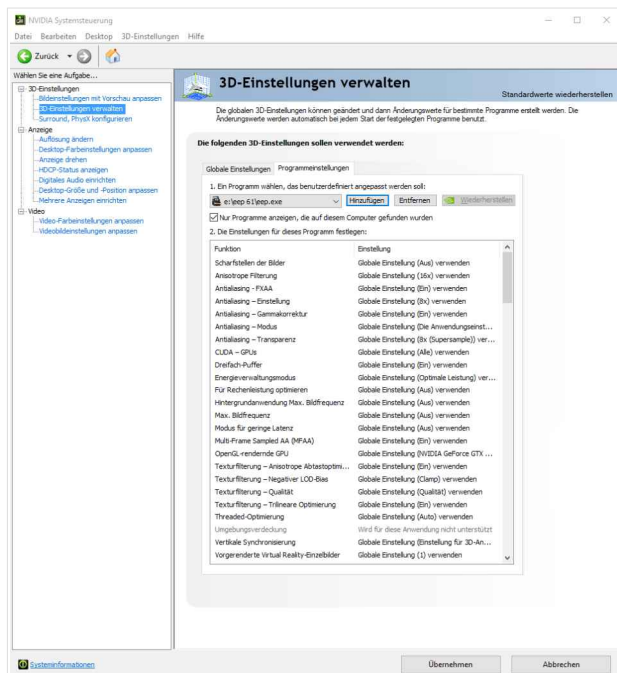 NVIDIA Systemsteuerung
Datei Bearbeiten Desktop 3D-Einstellungen Hilfe
Zurück
Wählen Sie eine Aufgabe...
3D-Einstellungen
Bildeinstellungen mit Vorschau anpassen
3D-Einstellungen verwalten
Surround, PhysX konfigurieren
Anzeige
Auflösung ändern
Desktop-Farbeinstellungen anpassen
Anzeige drehen
HDCP-Status anzeigen
Digitales Audio einrichten
Desktop-Größe und -Position anpassen
Mehrere Anzeigen einrichten
Video
Video-Farbeinstellungen anpassen
Videobildeinstellungen anpassen
3D-Einstellungen verwalten
Standardwerte wiederherstellen
Die globalen 3D-Einstellungen können geändert und dann Änderungswerte für bestimmte Programme erstellt werden. Die
Änderungswerte werden automatisch bei jedem Start der festgelegten Programme benutzt.
Die folgenden 3D-Einstellungen sollen verwendet werden:
Globale Einstellungen Programmeinstellungen
1. Ein Programm wählen, das benutzerdefiniert angepasst werden soll:
e:\eep 61\eep.exe Hinzufügen Entfernen Wiederherstellen
Nur Programme anzeigen, die auf diesem Computer gefunden wurden
2. Die Einstellungen für dieses Programm festlegen:
Funktion Einstellung
Scharfstellen der Bilder Globale Einstellung (Aus) verwenden
Anisotrope Filterung Globale Einstellung (16x) verwenden
Antialiasing - FXAA Globale Einstellung (Ein) verwenden
Antialiasing – Einstellung Globale Einstellung (8x) verwenden
Antialiasing – Gammakorrektur Globale Einstellung (Ein) verwenden
Antialiasing – Modus Globale Einstellung (Die Anwendungseinst...
Antialiasing – Transparenz Globale Einstellung (8x (Supersample)) ver...
CUDA – GPUs Globale Einstellung (Alle) verwenden
Dreifach-Puffer Globale Einstellung (Ein) verwenden
Energieverwaltungsmodus Globale Einstellung (Optimale Leistung) ver...
Für Rechenleistung optimieren Globale Einstellung (Aus) verwenden
Hintergrundanwendung Max. Bildfrequenz Globale Einstellung (Aus) verwenden
Max. Bildfrequenz Globale Einstellung (Aus) verwenden
Modus für geringe Latenz Globale Einstellung (Aus) verwenden
Multi-Frame Sampled AA (MFAA) Globale Einstellung (Ein) verwenden
OpenGL-rendernde GPU Globale Einstellung (NVIDIA GeForce GTX ...
Texturfilterung – Anisotrope Abtastoptimi... Globale Einstellung (Ein) verwenden
Texturfilterung – Negativer LOD-Bias Globale Einstellung (Clamp) verwenden
Texturfilterung – Qualität Globale Einstellung (Qualität) verwenden
Texturfilterung – Trilineare Optimierung Globale Einstellung (Ein) verwenden
Threaded-Optimierung Globale Einstellung (Auto) verwenden
Umgebungsverdeckung Wird für diese Anwendung nicht unterstützt
Vertikale Synchronisierung Globale Einstellung (Einstellung für 3D-An...
Vorgerenderte Virtual Reality-Einzelbilder Globale Einstellung (1) verwenden
Systeminformationen
Übernehmen Abbrechen